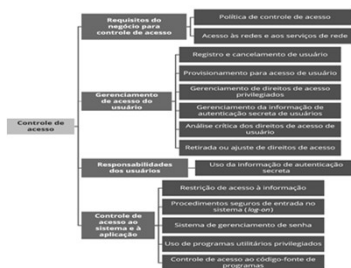 Controle de
acesso
Requisitos do
negócio para
controle de acesso
Política de controle de acesso
Acesso às redes e aos serviços de rede
Gerenciamento
de acesso do
usuário
Registro e cancelamento de usuário
Provisionamento para acesso de usuário
Gerenciamento de direitos de acesso
privilegiados
Gerenciamento da informação de
autenticação secreta de usuários
Análise crítica dos direitos de acesso de
usuário
Retirada ou ajuste de direitos de acesso
Responsabilidades
dos usuários
Uso da informação de autenticação
secreta
Controle de
acesso ao
sistema e à
aplicação
Restrição de acesso à informação
Procedimentos seguros de entrada no
sistema (log-on)
Sistema de gerenciamento de senha
Uso de programas utilitários privilegiados
Controle de acesso ao código-fonte de
programas